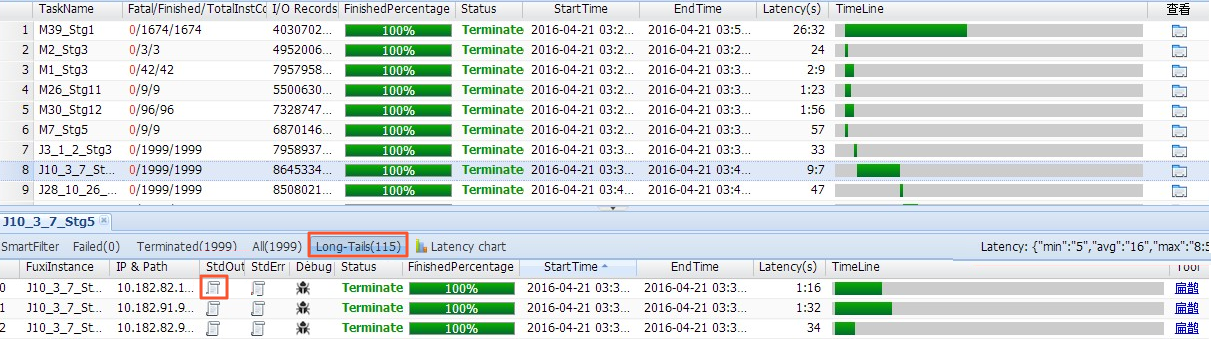 TaskName Fatal/Finished/TotalInstCo I/O Records FinishedPercentage Status StartTime EndTime Latency(s) TimeLine 查看
1 M39_Stg1 0/1674/1674 4030702... 100% Terminate 2016-04-21 03:2... 2016-04-21 03:5... 26:32
2 M2_Stg3 0/3/3 4952006... 100% Terminate 2016-04-21 03:2... 2016-04-21 03:3... 24
3 M1_Stg3 0/42/42 7957958... 100% Terminate 2016-04-21 03:2... 2016-04-21 03:3... 2:9
4 M26_Stg11 0/9/9 5500630... 100% Terminate 2016-04-21 03:2... 2016-04-21 03:3... 1:23
5 M30_Stg12 0/96/96 7328747... 100% Terminate 2016-04-21 03:2... 2016-04-21 03:3... 1:56
6 M7_Stg5 0/9/9 6870146... 100% Terminate 2016-04-21 03:2... 2016-04-21 03:3... 57
7 J3_1_2_Stg3 0/1999/1999 7958937... 100% Terminate 2016-04-21 03:3... 2016-04-21 03:3... 33
8 J10_3_7_St... 0/1999/1999 8645334... 100% Terminate 2016-04-21 03:3... 2016-04-21 03:4... 9:7
9 J28_10_26_... 0/1999/1999 8508021... 100% Terminate 2016-04-21 03:4... 2016-04-21 03:4... 47
J10_3_7_Stg5
SmartFilter Failed(0) Terminated(1999) All(1999) Long-Tails(115) Latency chart Latency: {"min":"5","avg":"16","max":"8:5
FuxiInstance IP & Path StdOut StdErr Debug Status FinishedPercentage StartTime EndTime Latency(s) TimeLine Tool
0 J10_3_7_St... 10.182.82.1... Terminate 100% 2016-04-21 03:3... 2016-04-21 03:3... 1:16 扁鹊
1 J10_3_7_St... 10.182.91.9... Terminate 100% 2016-04-21 03:3... 2016-04-21 03:3... 1:32 扁鹊
2 J10_3_7_St... 10.182.82.9... Terminate 100% 2016-04-21 03:3... 2016-04-21 03:3... 34 扁鹊